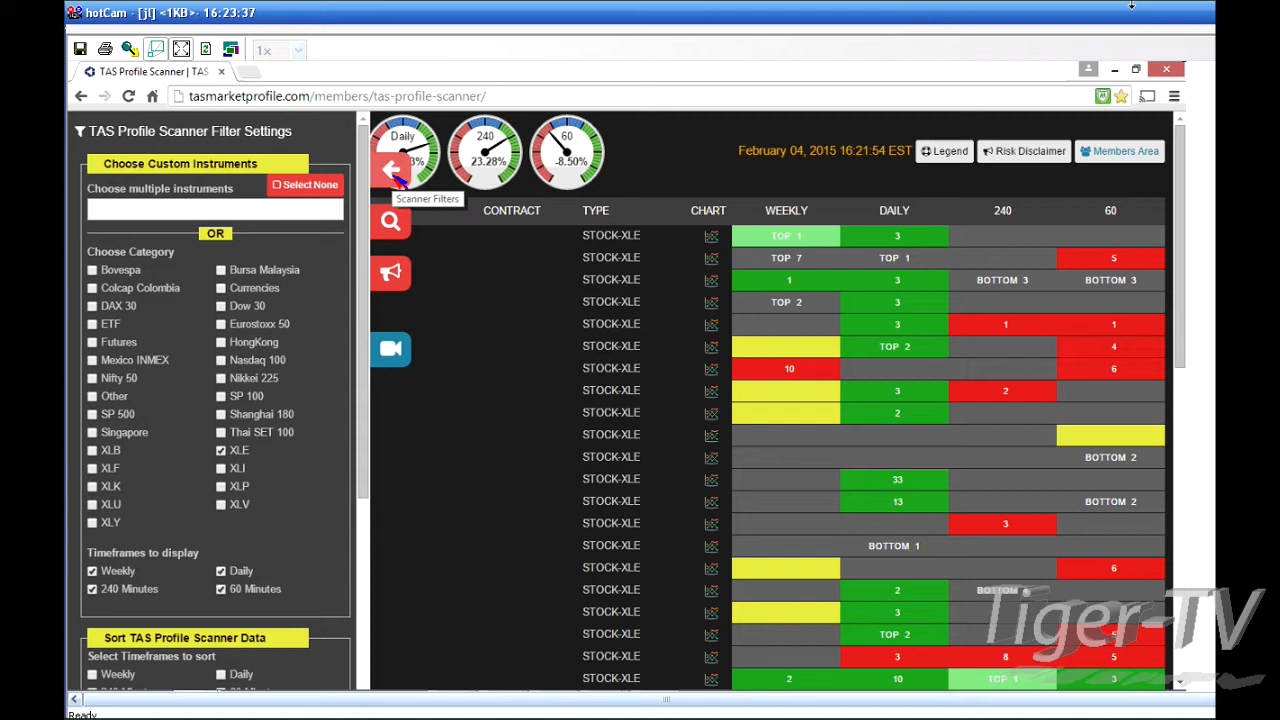 hotCam - [jt[] <1KB>- 16:23:37
1x
TAS Profile Scanner | TAS
tasmarketprofile.com/members/tas-profile-scanner/
TAS Profile Scanner Filter Settings
Choose Custom Instruments
Choose multiple instruments Select None
OR
Choose Category
Bovespa Bursa Malaysia
Colcap Colombia Currencies
DAX 30 Dow 30
ETF Eurostoxx 50
Futures HongKong
Mexico INMEX Nasdaq 100
Nifty 50 Nikkei 225
Other SP 100
SP 500 Shanghai 180
Singapore Thai SET 100
XLB XLE
XLF XLI
XLK XLP
XLU XLV
XLY
Timeframes to display
Weekly Daily
240 Minutes 60 Minutes
Sort TAS Profile Scanner Data
Select Timeframes to sort
Weekly Daily
Daily 240 60
23.28% -8.50%
Scanner Filters
February 04, 2015 16:21:54 EST Legend Risk Disclaimer Members Area
CONTRACT TYPE CHART WEEKLY DAILY 240 60
STOCK-XLE TOP 1 3
STOCK-XLE TOP 7 TOP 1 5
STOCK-XLE 1 3 BOTTOM 3 BOTTOM 3
STOCK-XLE TOP 2 3
STOCK-XLE 3 1 1
STOCK-XLE TOP 2 4
STOCK-XLE 10 6
STOCK-XLE 3 2
STOCK-XLE 2
STOCK-XLE
STOCK-XLE BOTTOM 2
STOCK-XLE 33
STOCK-XLE 13 BOTTOM 2
STOCK-XLE 3
STOCK-XLE BOTTOM 1
STOCK-XLE 6
STOCK-XLE 2 BOTTOM
STOCK-XLE 3
STOCK-XLE TOP 2 5
STOCK-XLE 3 8 5
STOCK-XLE 2 10 TOP 1 3
Tiger-TV
Ready